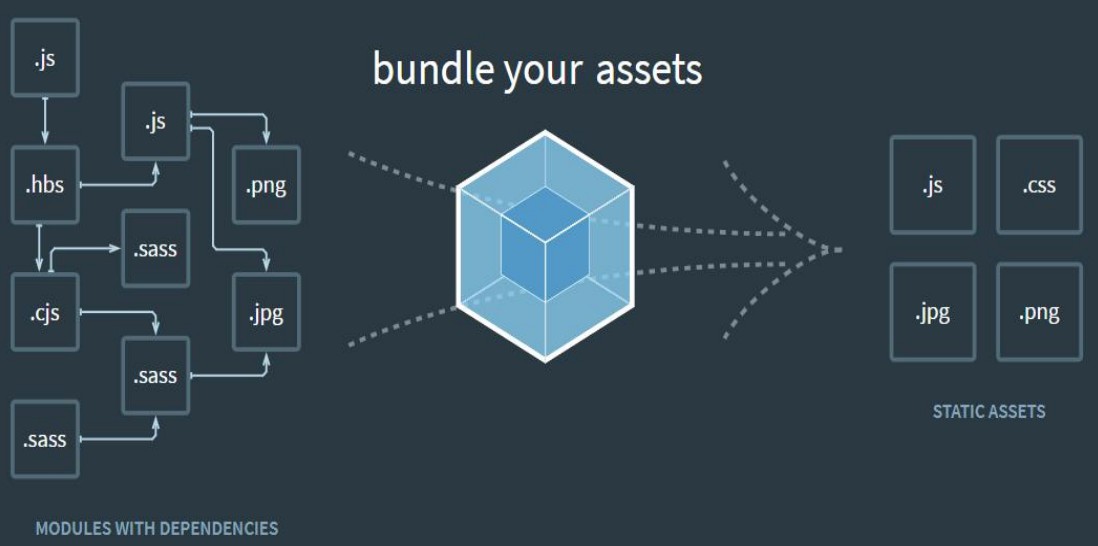 bundle your assets
.js
.js
.hbs
.png
.sass
.cjs
.jpg
.sass
.sass
MODULES WITH DEPENDENCIES
.js
.css
.jpg
.png
STATIC ASSETS